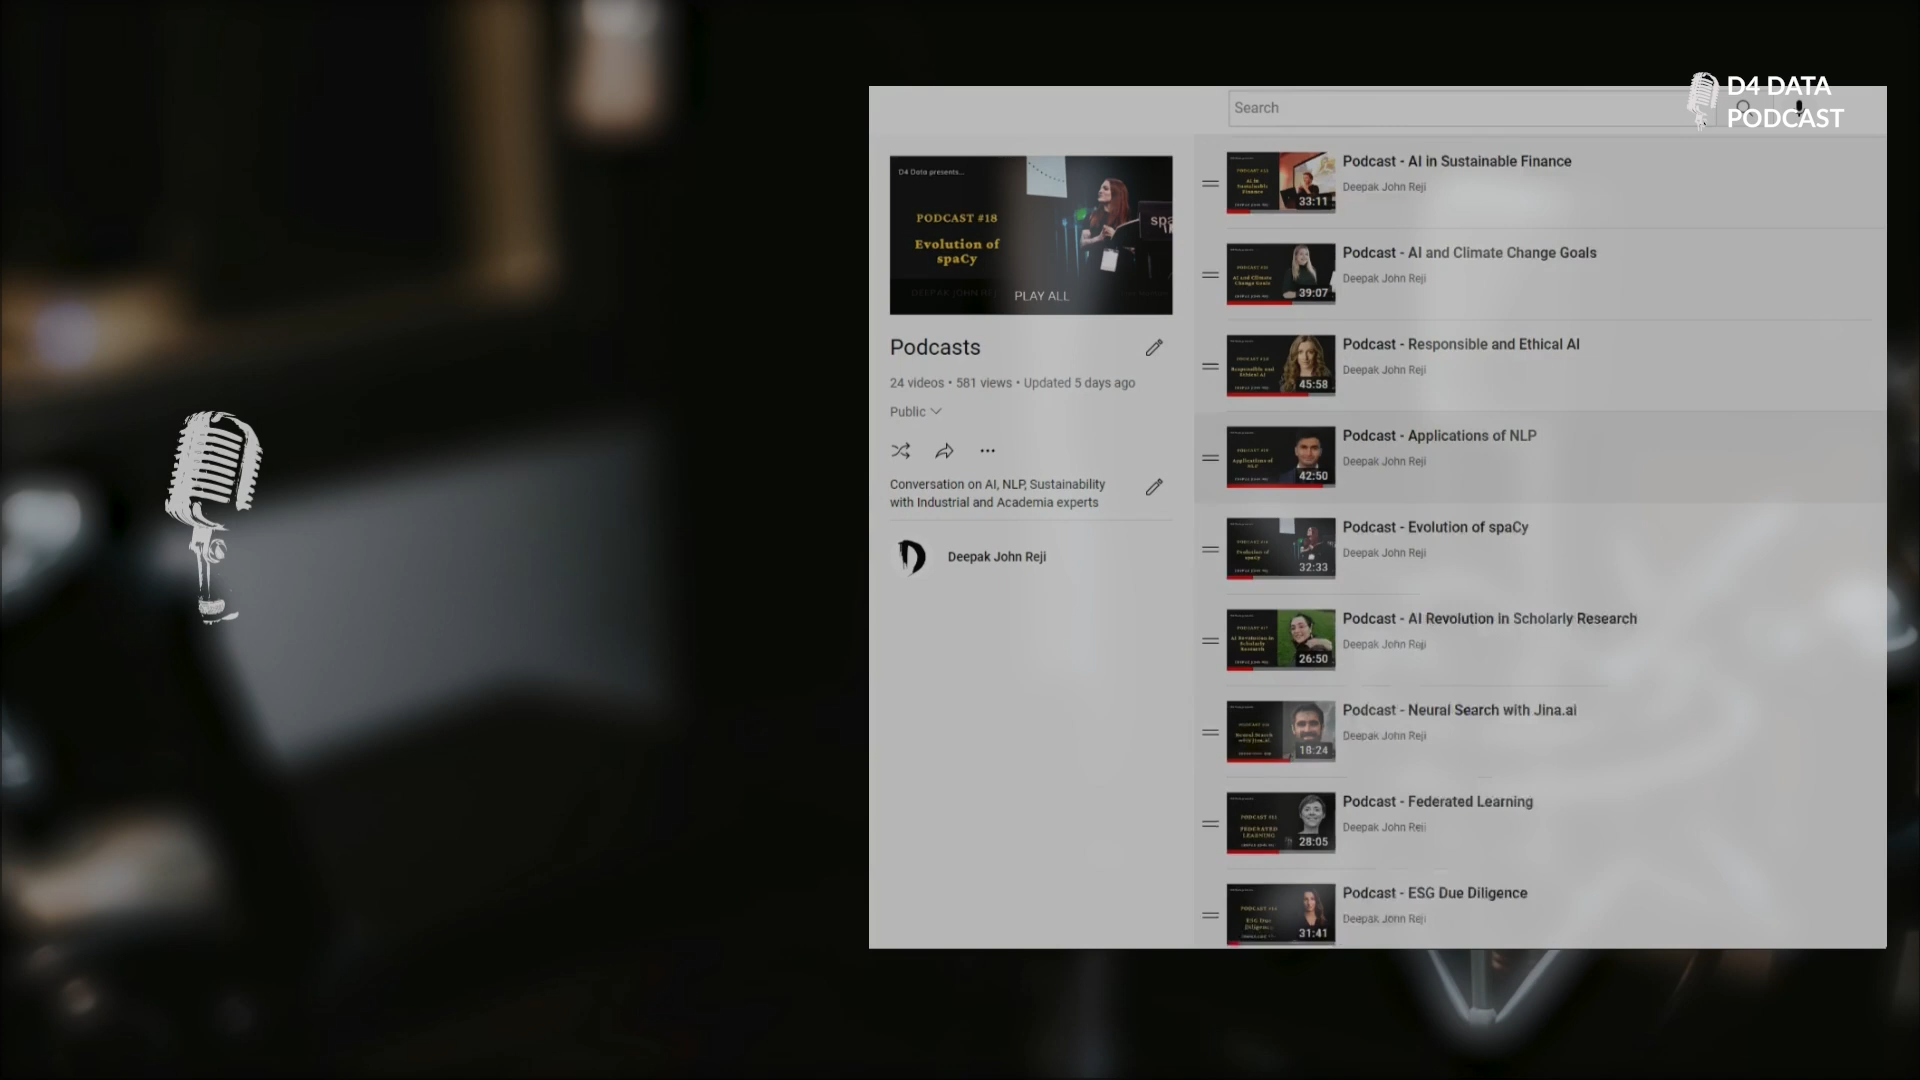 D4 DATA
PODCAST
Search
D4 Data presents...
PODCAST #18
Evolution of
spaCy
spa
PLAY ALL
Podcasts
24 videos • 581 views • Updated 5 days ago
Public
Conversation on AI, NLP, Sustainability
with Industrial and Academia experts
Deepak John Reji
Podcast - AI in Sustainable Finance
Deepak John Reji
33:11
Podcast - AI and Climate Change Goals
Deepak John Reji
39:07
Podcast - Responsible and Ethical AI
Deepak John Reji
45:58
Podcast - Applications of NLP
Deepak John Reji
42:50
Podcast - Evolution of spaCy
Deepak John Reji
32:33
Podcast - AI Revolution in Scholarly Research
Deepak John Reji
26:50
Podcast - Neural Search with Jina.ai
Deepak John Reji
18:24
Podcast - Federated Learning
Deepak John Reji
28:05
Podcast - ESG Due Diligence
Deepak John Reji
31:41